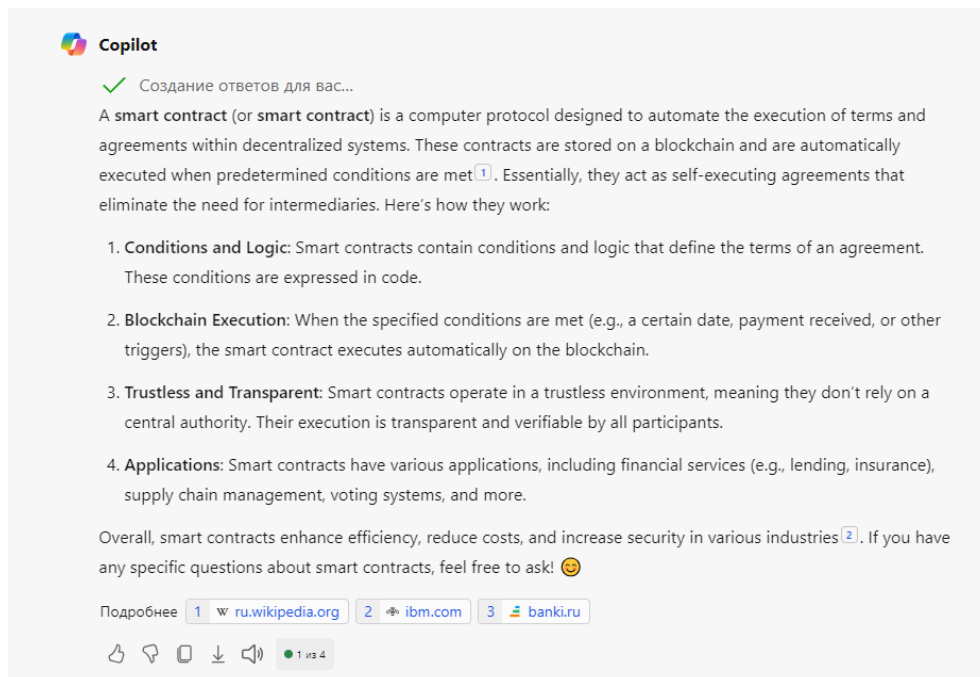 Copilot
Создание ответов для вас...
A smart contract (or smart contract) is a computer protocol designed to automate the execution of terms and
agreements within decentralized systems. These contracts are stored on a blockchain and are automatically
executed when predetermined conditions are met 1 . Essentially, they act as self-executing agreements that
eliminate the need for intermediaries. Here's how they work:
1. Conditions and Logic: Smart contracts contain conditions and logic that define the terms of an agreement.
These conditions are expressed in code.
2. Blockchain Execution: When the specified conditions are met (e.g., a certain date, payment received, or other
triggers), the smart contract executes automatically on the blockchain.
3. Trustless and Transparent: Smart contracts operate in a trustless environment, meaning they don't rely on a
central authority. Their execution is transparent and verifiable by all participants.
4. Applications: Smart contracts have various applications, including financial services (e.g., lending, insurance),
supply chain management, voting systems, and more.
Overall, smart contracts enhance efficiency, reduce costs, and increase security in various industries 2 . If you have
any specific questions about smart contracts, feel free to ask! 😊
Подробнее 1 W ru.wikipedia.org 2 ibm.com 3 banki.ru
1 из 4